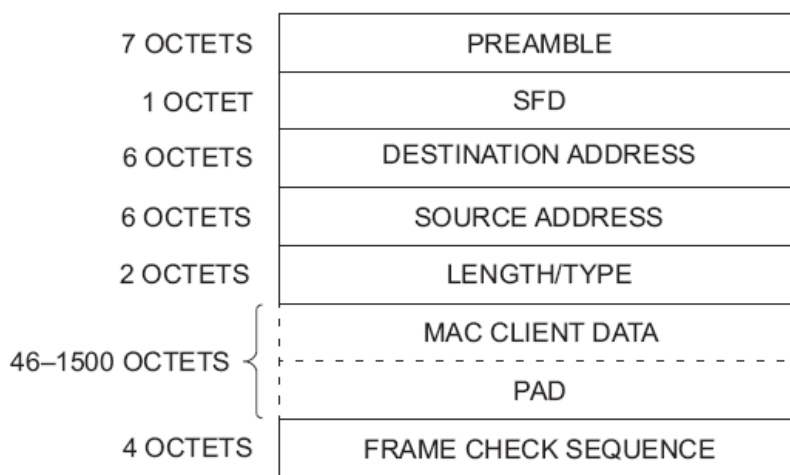 7 OCTETS PREAMBLE
1 OCTET SFD
6 OCTETS DESTINATION ADDRESS
6 OCTETS SOURCE ADDRESS
2 OCTETS LENGTH/TYPE
MAC CLIENT DATA
46–1500 OCTETS
PAD
4 OCTETS FRAME CHECK SEQUENCE